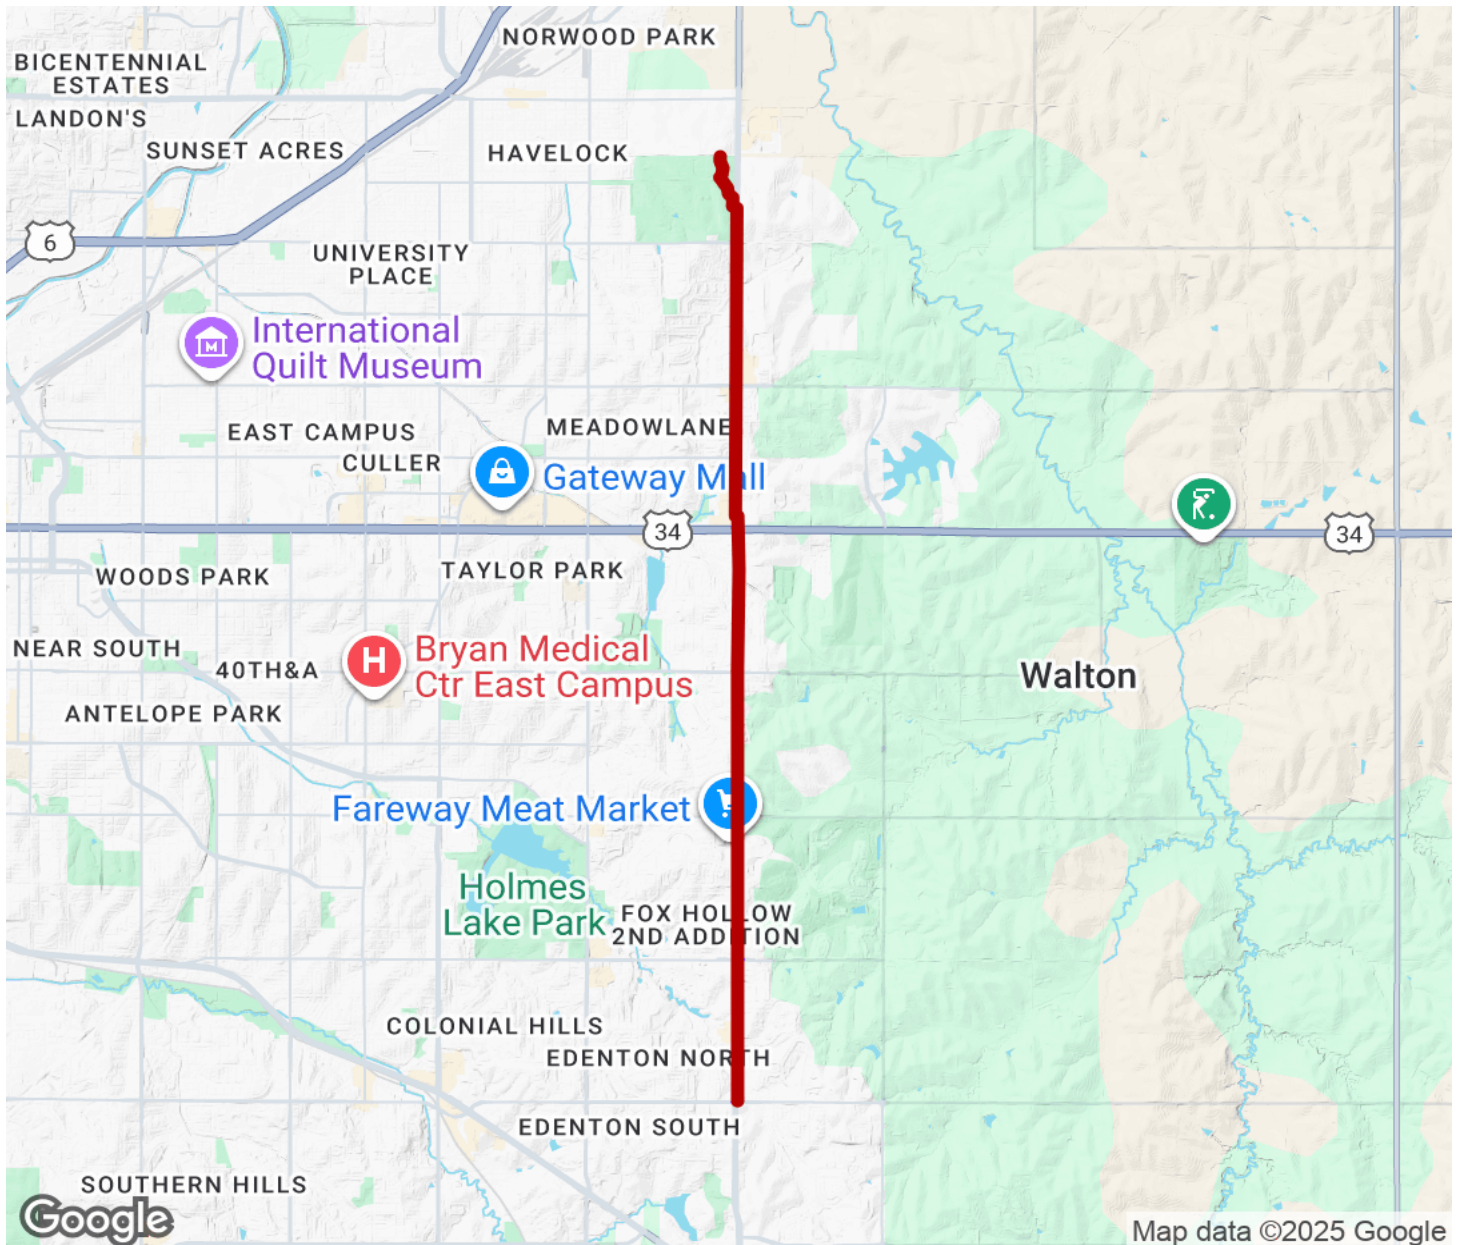 NORWOOD PARK
BICENTENNIAL
ESTATES
LANDON'S
SUNSET ACRES
HAVELOCK
6
UNIVERSITY
PLACE
International
Quilt Museum
M
EAST CAMPUS
MEADOWLANE
CULLER
Gateway Mall
34
34
WOODS PARK
TAYLOR PARK
NEAR SOUTH
40TH&A
H
Bryan Medical
Ctr East Campus
Walton
ANTELOPE PARK
Fareway Meat Market
Holmes
Lake Park
FOX HOLLOW
2ND ADDITION
COLONIAL HILLS
EDENTON NORTH
EDENTON SOUTH
SOUTHERN HILLS
Google
Map data ©2025 Google